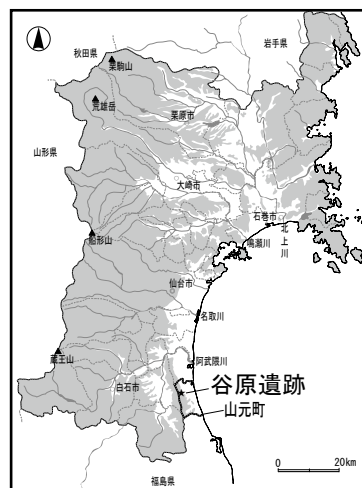 秋田県
岩手県
栗駒山
荒雄岳
栗原市
山形県
大崎市
石巻市
北上川
鳴瀬川
船形山
仙台市
名取川
阿武隈川
蔵王山
谷原遺跡
白石市
山元町
0 20km
福島県